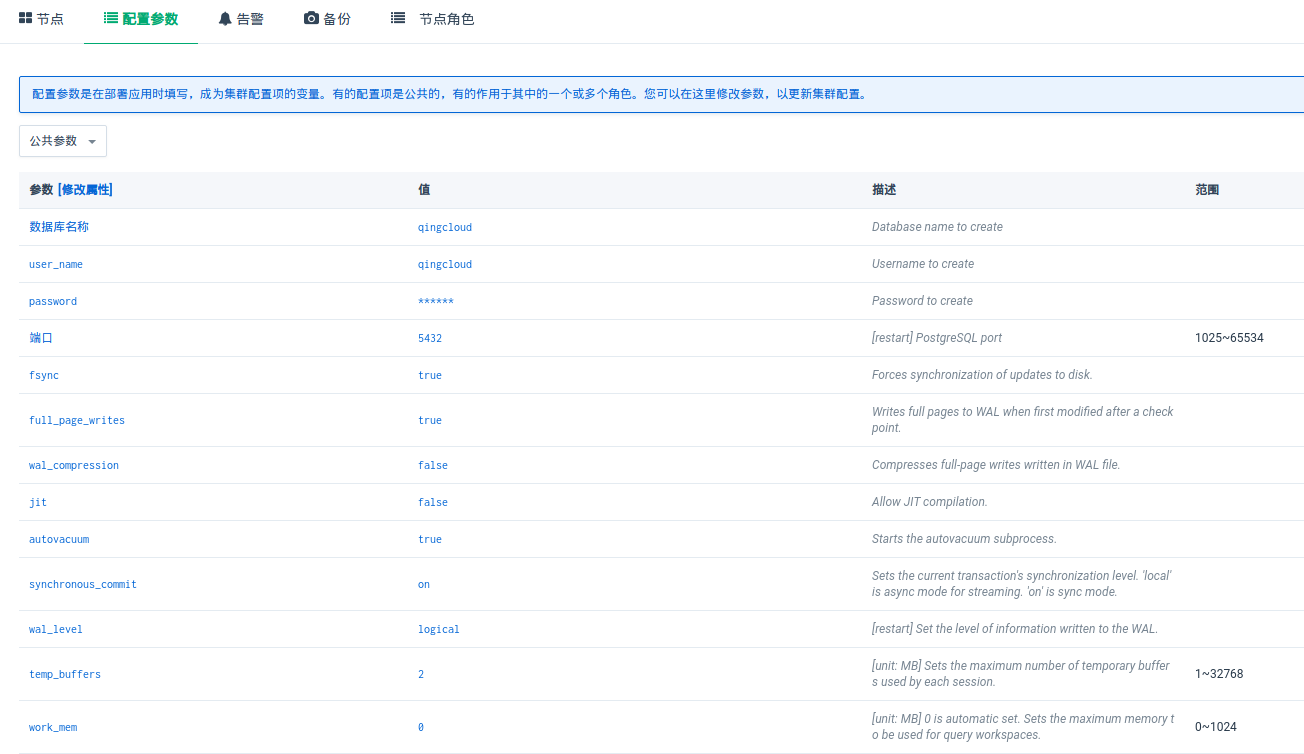 节点 配置参数 告警 备份 节点角色
配置参数是在部署应用时填写，成为集群配置项的变量。有的配置项是公共的，有的作用于其中的一个或多个角色。您可以在这里修改参数，以更新集群配置。
公共参数
参数 [修改属性] 值 描述 范围
数据库名称 qingcloud Database name to create
user_name qingcloud Username to create
password ****** Password to create
端口 5432 [restart] PostgreSQL port 1025~65534
fsync true Forces synchronization of updates to disk.
full_page_writes true Writes full pages to WAL when first modified after a check
point.
wal_compression false Compresses full-page writes written in WAL file.
jit false Allow JIT compilation.
autovacuum true Starts the autovacuum subprocess.
synchronous_commit on Sets the current transaction's synchronization level. 'local'
is async mode for streaming. 'on' is sync mode.
wal_level logical [restart] Set the level of information written to the WAL.
temp_buffers 2 [unit: MB] Sets the maximum number of temporary buffer 1~32768
s used by each session.
work_mem 0 [unit: MB] 0 is automatic set. Sets the maximum memory t 0~1024
o be used for query workspaces.